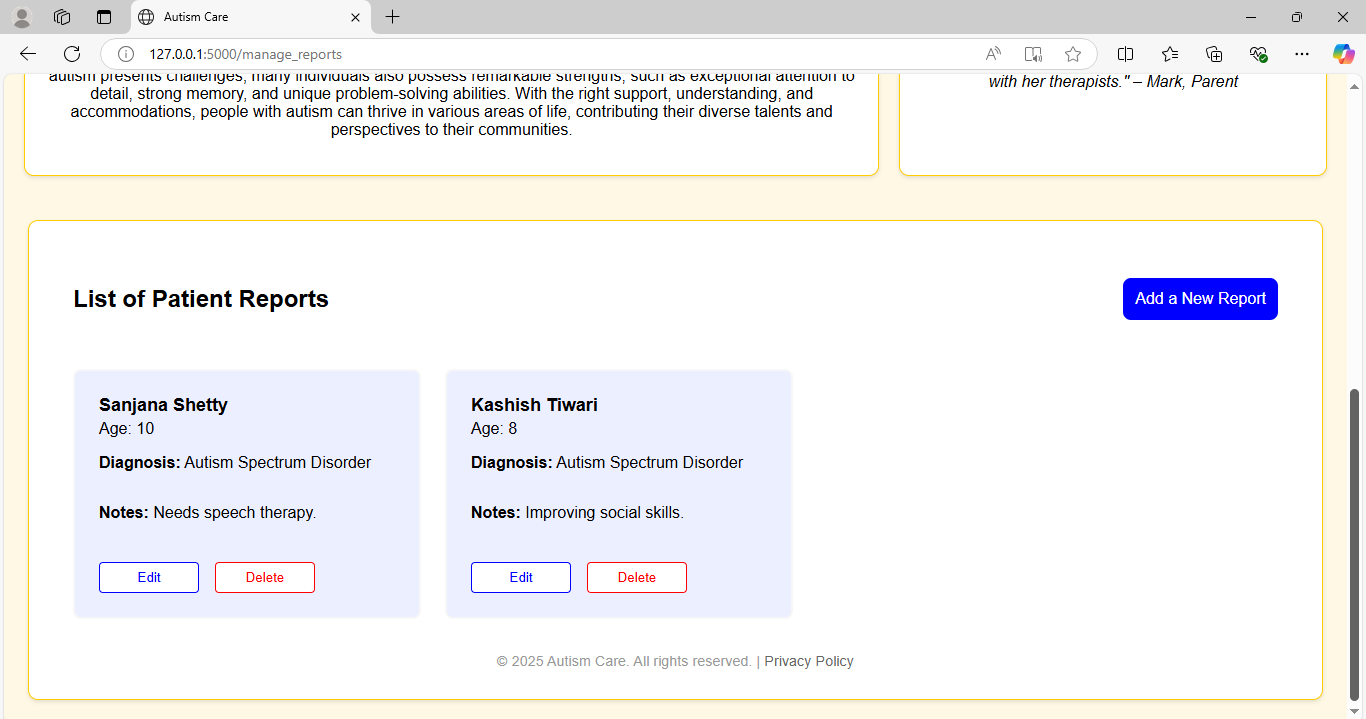 Autism Care
127.0.0.1:5000/manage_reports
autism presents challenges, many individuals also possess remarkable strengths, such as exceptional attention to
detail, strong memory, and unique problem-solving abilities. With the right support, understanding, and
accommodations, people with autism can thrive in various areas of life, contributing their diverse talents and
perspectives to their communities.
with her therapists." – Mark, Parent
List of Patient Reports
Add a New Report
Sanjana Shetty
Age: 10
Diagnosis: Autism Spectrum Disorder
Notes: Needs speech therapy.
Edit Delete
Kashish Tiwari
Age: 8
Diagnosis: Autism Spectrum Disorder
Notes: Improving social skills.
Edit Delete
© 2025 Autism Care. All rights reserved. | Privacy Policy